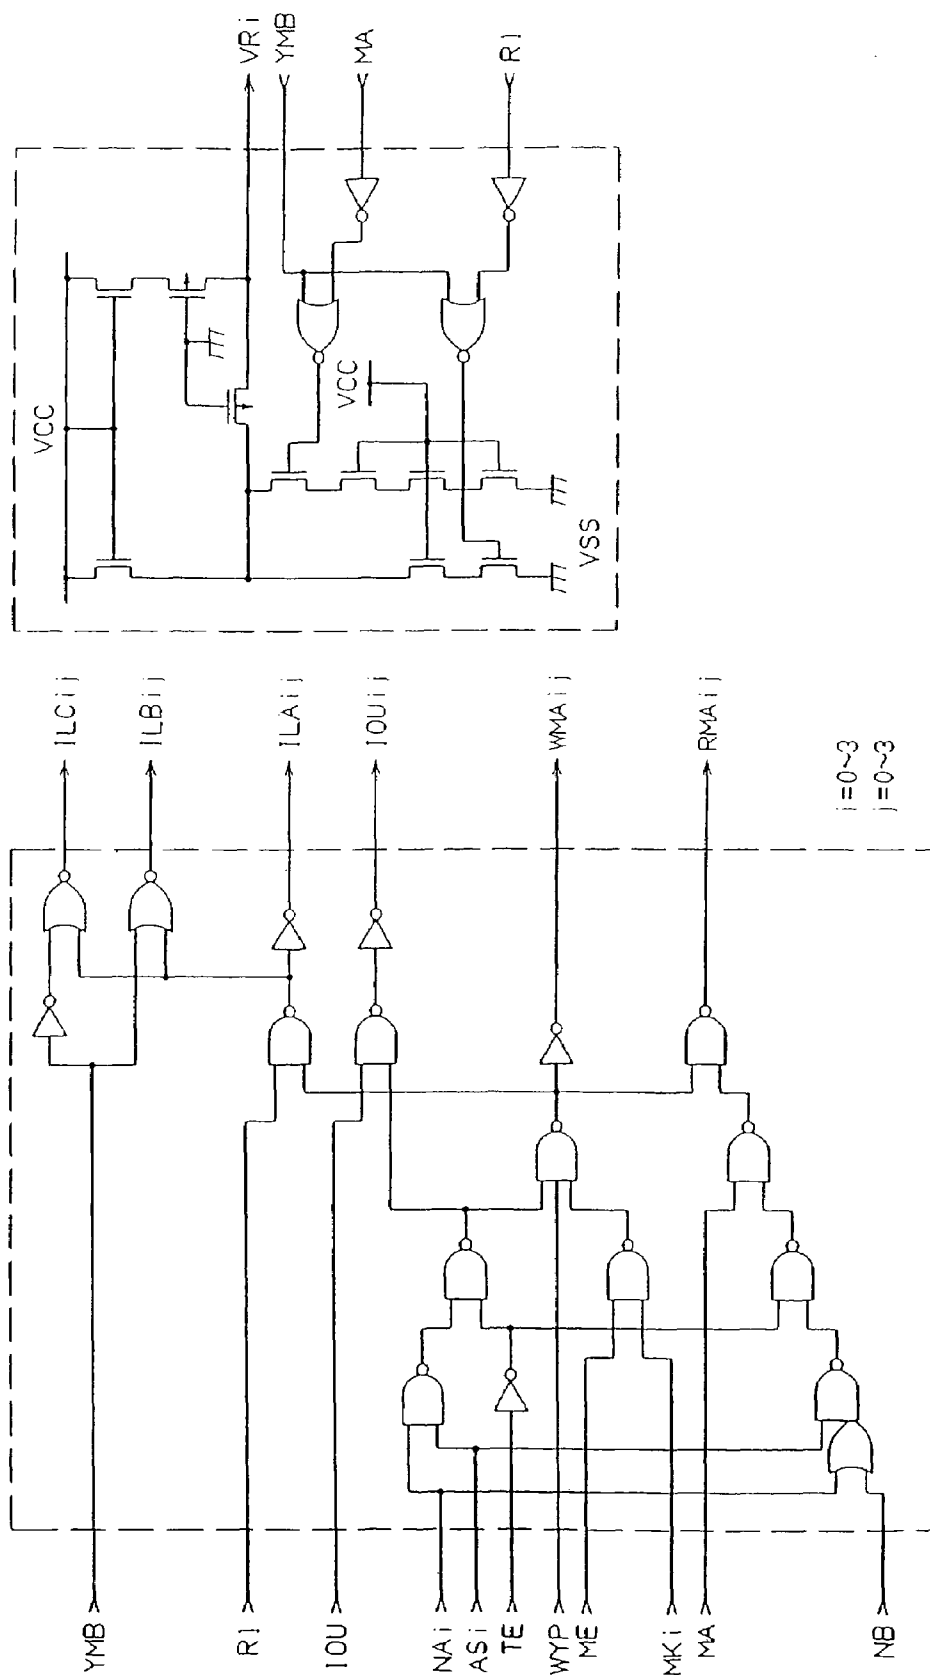 VCC
VRi
YMB
MA
RI
VCC
VSS
YMB
RI
IOU
NAi
ASi
TE
WYP
ME
MKi
MA
NB
ILCij
ILBij
ILAij
IOUij
WMAij
RMAij
i=0~3
j=0~3